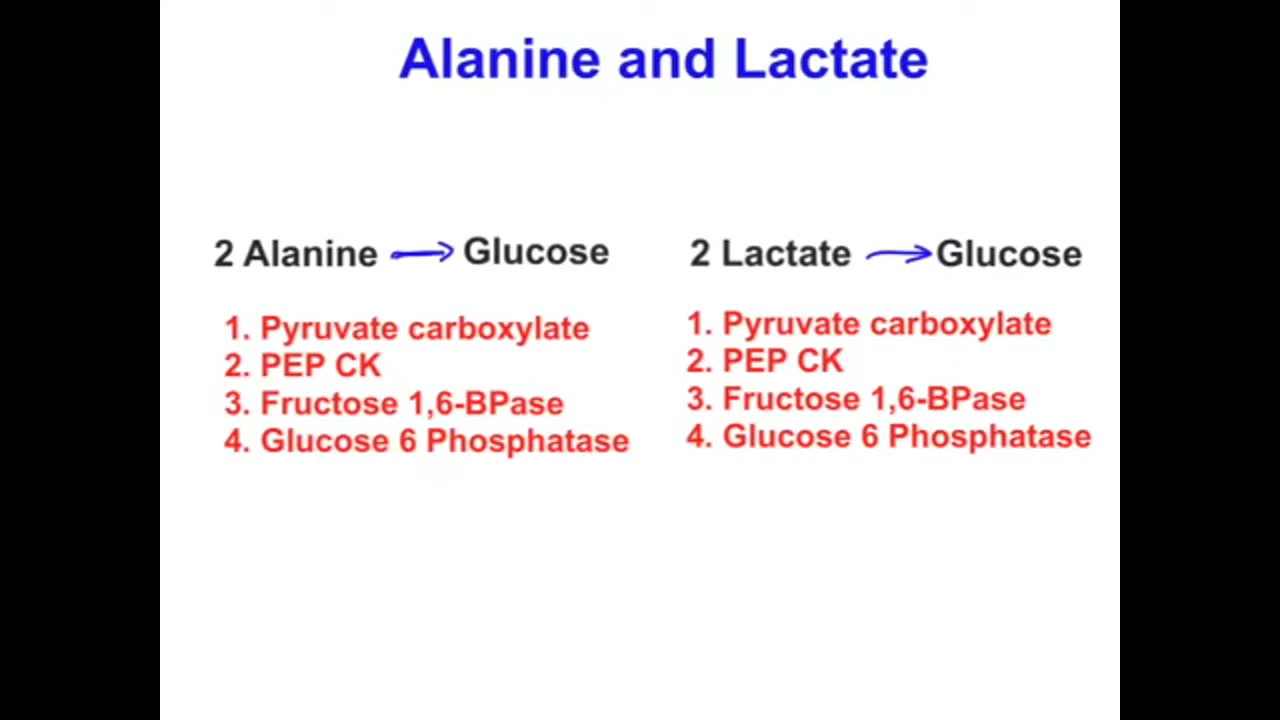 Alanine and Lactate
2 Alanine → Glucose
1. Pyruvate carboxylate
2. PEP CK
3. Fructose 1,6-BPase
4. Glucose 6 Phosphatase
2 Lactate → Glucose
1. Pyruvate carboxylate
2. PEP CK
3. Fructose 1,6-BPase
4. Glucose 6 Phosphatase